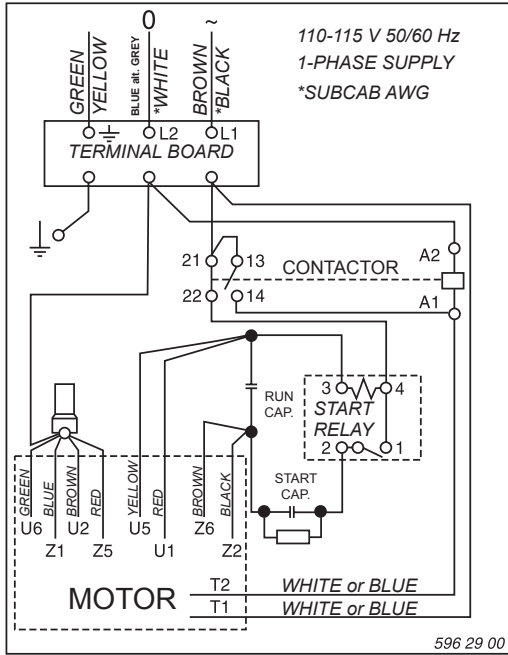 0 ~
110-115 V 50/60 Hz
1-PHASE SUPPLY
*SUBCAB AWG
GREEN
YELLOW
BLUE alt. GREY
*WHITE
BROWN
*BLACK
L2 L1
TERMINAL BOARD
21 13
22 14
CONTACTOR
A2
A1
3 4
START
RELAY
2 1
RUN
CAP.
START
CAP.
GREEN
BLUE
BROWN
RED
YELLOW
RED
BROWN
BLACK
U6 U2 U5 Z6
Z1 Z5 U1 Z2
MOTOR
T2 WHITE or BLUE
T1 WHITE or BLUE
596 29 00